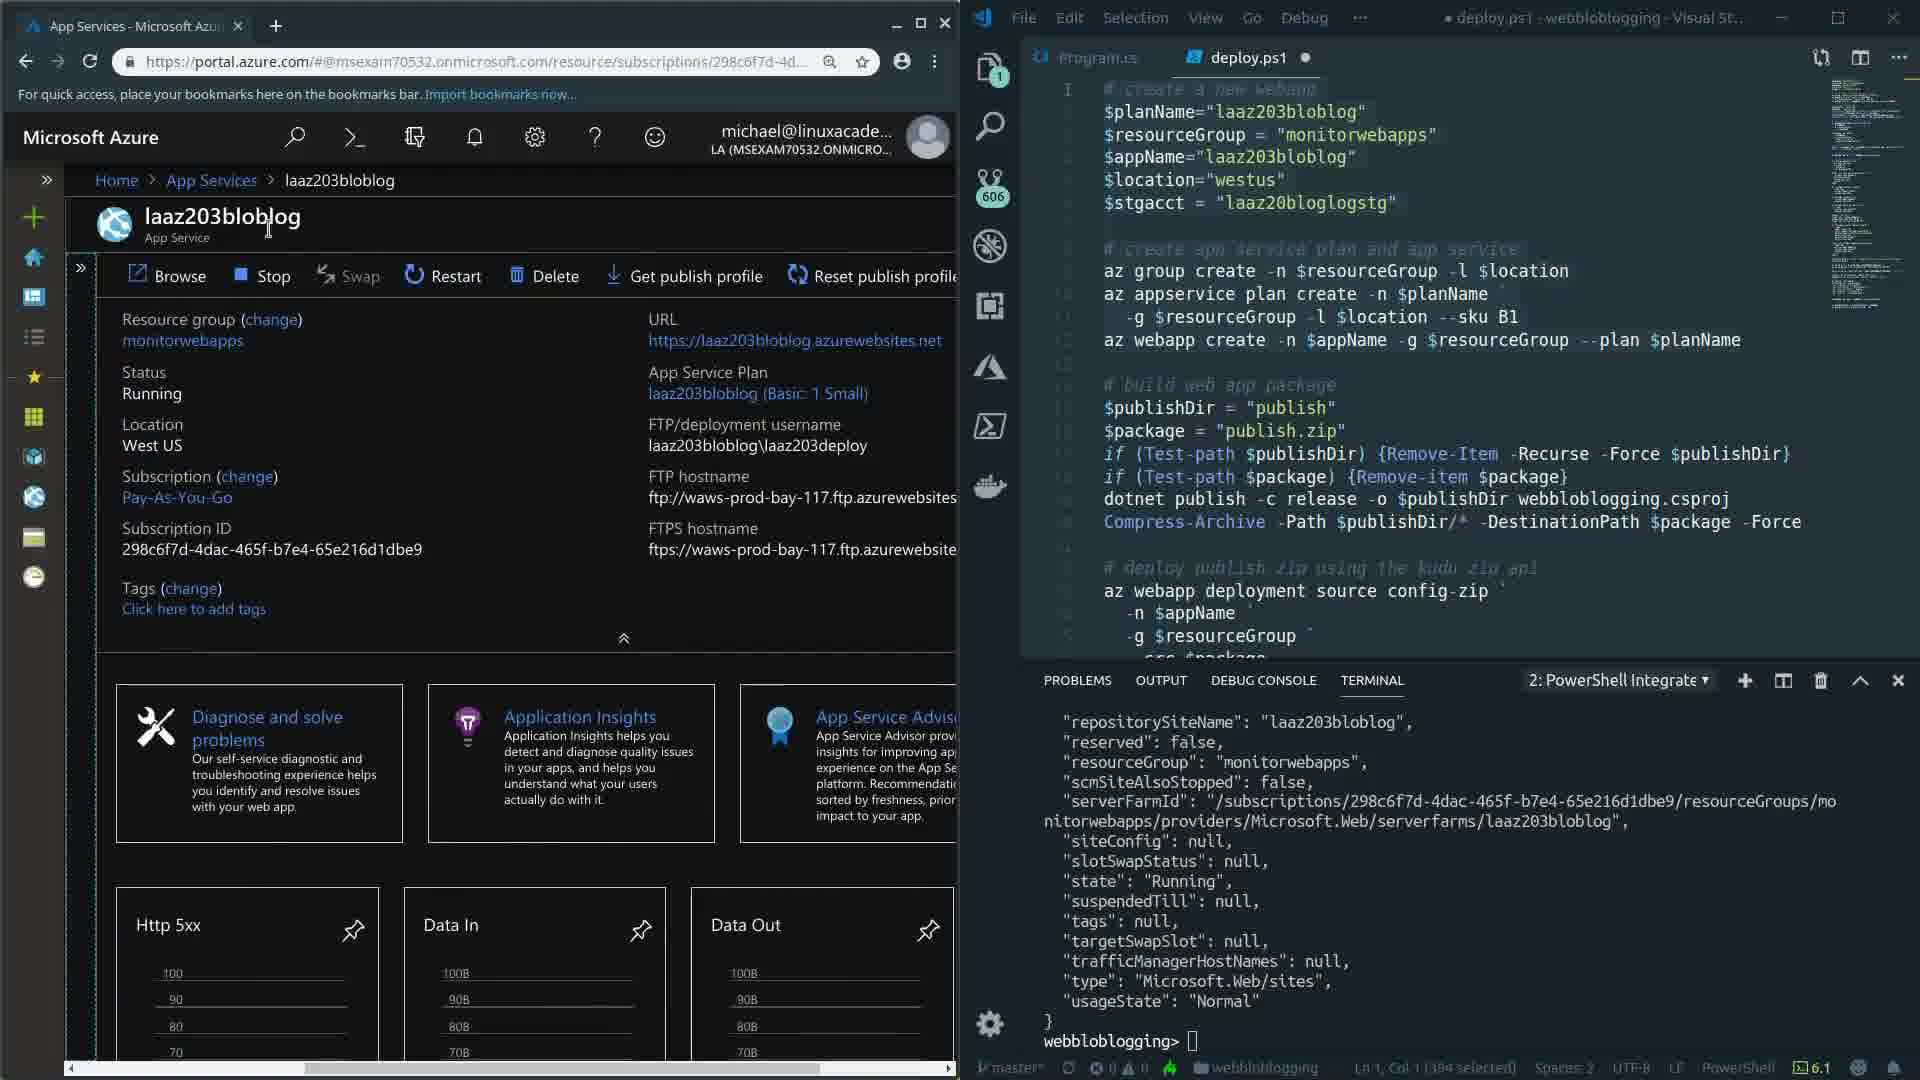 App Services - Microsoft Azu
https://portal.azure.com/#@msexam70532.onmicrosoft.com/resource/subscriptions/298c6f7d-4d...
For quick access, place your bookmarks here on the bookmarks bar. Import bookmarks now...
Microsoft Azure
michael@linuxacade...
LA (MSEXAM70532.ONMICRO...
Home > App Services > laaz203bloblog
laaz203bloblog
App Service
Browse Stop Swap Restart Delete Get publish profile Reset publish profile
Resource group (change)
monitorwebapps
Status
Running
Location
West US
Subscription (change)
Pay-As-You-Go
Subscription ID
298c6f7d-4dac-465f-b7e4-65e216d1dbe9
Tags (change)
Click here to add tags
URL
https://laaz203bloblog.azurewebsites.net
App Service Plan
laaz203bloblog (Basic: 1 Small)
FTP/deployment username
laaz203bloblog\laaz203deploy
FTP hostname
ftp://waws-prod-bay-117.ftp.azurewebsites
FTPS hostname
ftps://waws-prod-bay-117.ftp.azurewebsite
Diagnose and solve
problems
Our self-service diagnostic and
troubleshooting experience helps
you identify and resolve issues
with your web app.
Application Insights
Application Insights helps you
detect and diagnose quality issues
in your apps, and helps you
understand what your users
actually do with it.
App Service Advis
App Service Advisor prov
insights for improving ap
experience on the App Se
platform. Recommendatio
sorted by freshness, prior
impact to your app.
Http 5xx
100
90
80
70
Data In
100B
90B
80B
70B
Data Out
100B
90B
80B
70B
File Edit Selection View Go Debug ... ● deploy.ps1 - webbloblogging - Visual St...
Program.cs deploy.ps1
1
606
1 # create a new webapp
$planName="laaz203bloblog"
$resourceGroup = "monitorwebapps"
$appName="laaz203bloblog"
$location="westus"
$stgacct = "laaz20bloglogstg"
# create app service plan and app service
az group create -n $resourceGroup -l $location
az appservice plan create -n $planName `
-g $resourceGroup -l $location --sku B1
az webapp create -n $appName -g $resourceGroup --plan $planName
# build web app package
$publishDir = "publish"
$package = "publish.zip"
if (Test-path $publishDir) {Remove-Item -Recurse -Force $publishDir}
if (Test-path $package) {Remove-item $package}
dotnet publish -c release -o $publishDir webbloblogging.csproj
Compress-Archive -Path $publishDir/* -DestinationPath $package -Force
# deploy publish zip using the kudu zip api
az webapp deployment source config-zip `
-n $appName `
-g $resourceGroup `
--src $package
PROBLEMS OUTPUT DEBUG CONSOLE TERMINAL 2: PowerShell Integrate
"repositorySiteName": "laaz203bloblog",
"reserved": false,
"resourceGroup": "monitorwebapps",
"scmSiteAlsoStopped": false,
"serverFarmId": "/subscriptions/298c6f7d-4dac-465f-b7e4-65e216d1dbe9/resourceGroups/mo
nitorwebapps/providers/Microsoft.Web/serverfarms/laaz203bloblog",
"siteConfig": null,
"slotSwapStatus": null,
"state": "Running",
"suspendedTill": null,
"tags": null,
"targetSwapSlot": null,
"trafficManagerHostNames": null,
"type": "Microsoft.Web/sites",
"usageState": "Normal"
}
webbloblogging>
master* 0 0 webbloblogging Ln 1, Col 1 (394 selected) Spaces: 2 UTF-8 LF PowerShell 6.1